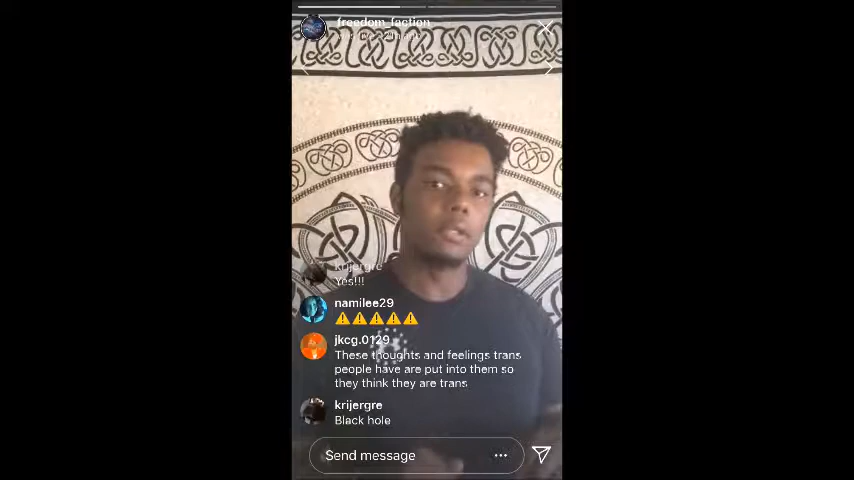 freedom_faction
krijergre
Yes!!!
namilee29
⚠️⚠️⚠️⚠️⚠️
jkcg.0129
These thoughts and feelings trans
people have are put into them so
they think they are trans
krijergre
Black hole
Send message